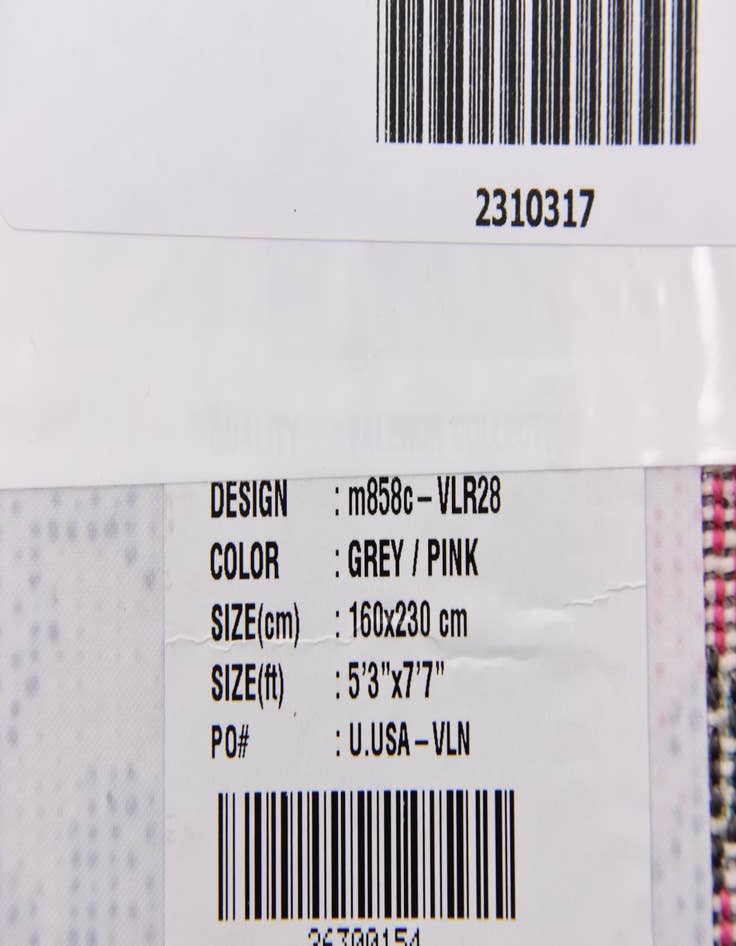 2310317
DESIGN : m858c-VLR28
COLOR : GREY / PINK
SIZE(cm) : 160x230 cm
SIZE(ft) : 5'3"x7'7"
PO# : U.USA-VLN
26700154